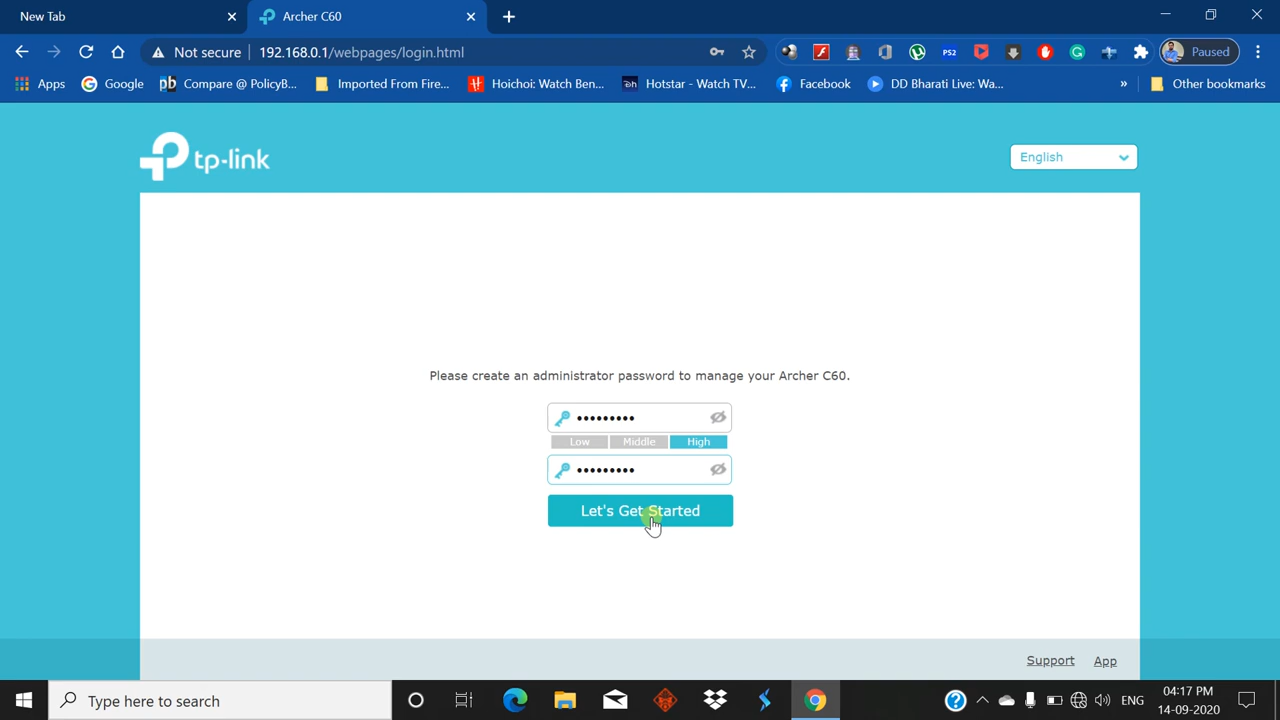 New Tab
Archer C60
Not secure
192.168.0.1/webpages/login.html
PS2
Paused
Apps
Google
pb
Compare @ PolicyB...
Imported From Fire...
Hoichoi: Watch Ben...
Hotstar - Watch TV...
Facebook
DD Bharati Live: Wa...
»
Other bookmarks
tp-link
English
Please create an administrator password to manage your Archer C60.
•••••••••
Low Middle High
•••••••••
Let's Get Started
Support App
Type here to search
ENG
04:17 PM
14-09-2020